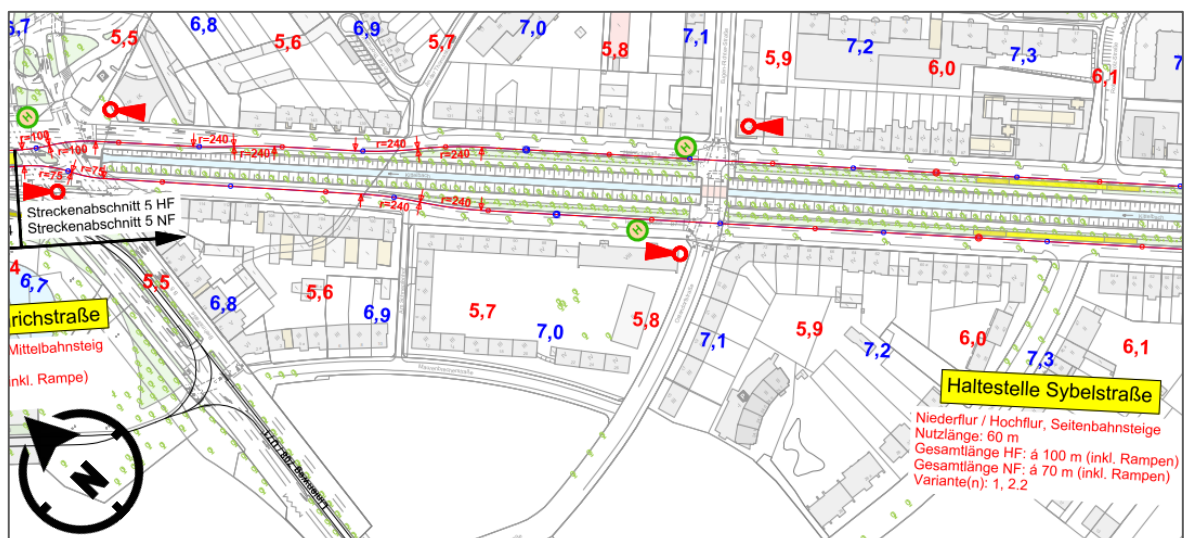 6,7
5,5
6,8
5,6
6,9
5,7
7,0
5,8
7,1
5,9
7,2
6,0
7,3
6,1
7
H
H
r=100
r=100
r=240
r=240
r=240
r=240
r=75
r=75
r=240
r=240
Streckenabschnitt 5 HF
Streckenabschnitt 5 NF
H
4
6,7
5,5
6,8
5,6
6,9
5,7
7,0
5,8
7,1
5,9
7,2
6,0
7,3
6,1
richstraße
Mittelbahnsteig
inkl. Rampe)
Haltestelle Sybelstraße
Niederflur / Hochflur, Seitenbahnsteige
Nutzlänge: 60 m
Gesamtlänge HF: á 100 m (inkl. Rampen)
Gesamtlänge NF: á 70 m (inkl. Rampen)
Variante(n): 1, 2.2
N